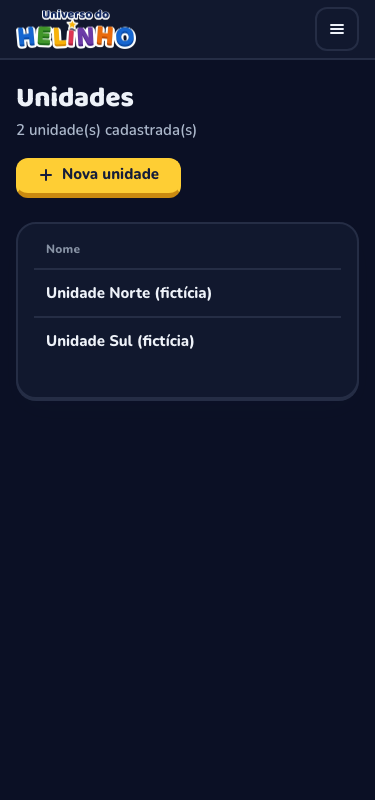 Universo do
HELINHO
Unidades
2 unidade(s) cadastrada(s)
+ Nova unidade
Nome
Unidade Norte (fictícia)
Unidade Sul (fictícia)